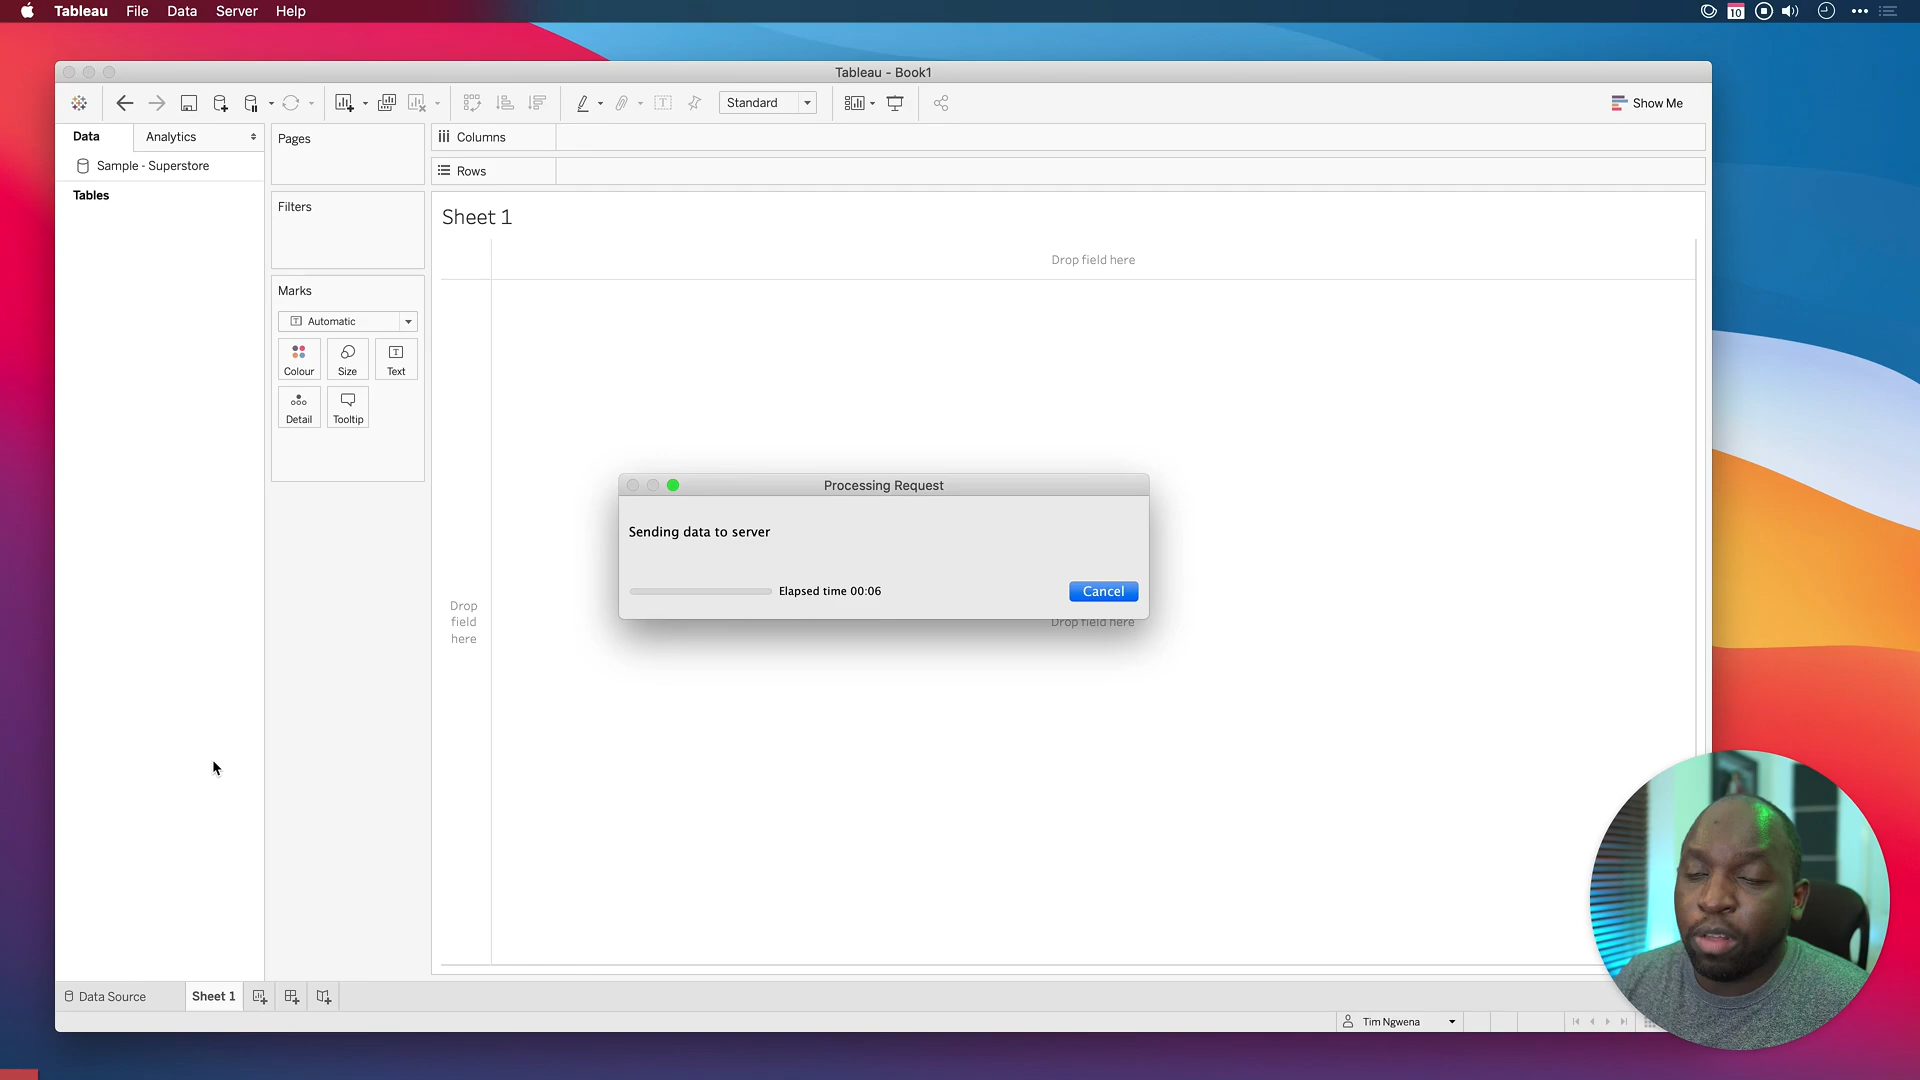 Tableau File Data Server Help
10
Tableau - Book1
Standard
Show Me
Data
Analytics
Sample - Superstore
Tables
Pages
Filters
Marks
Automatic
Colour
Size
Text
Detail
Tooltip
Columns
Rows
Sheet 1
Drop field here
Drop
field
here
Drop field here
Processing Request
Sending data to server
Elapsed time 00:06
Cancel
Data Source
Sheet 1
Tim Ngwena